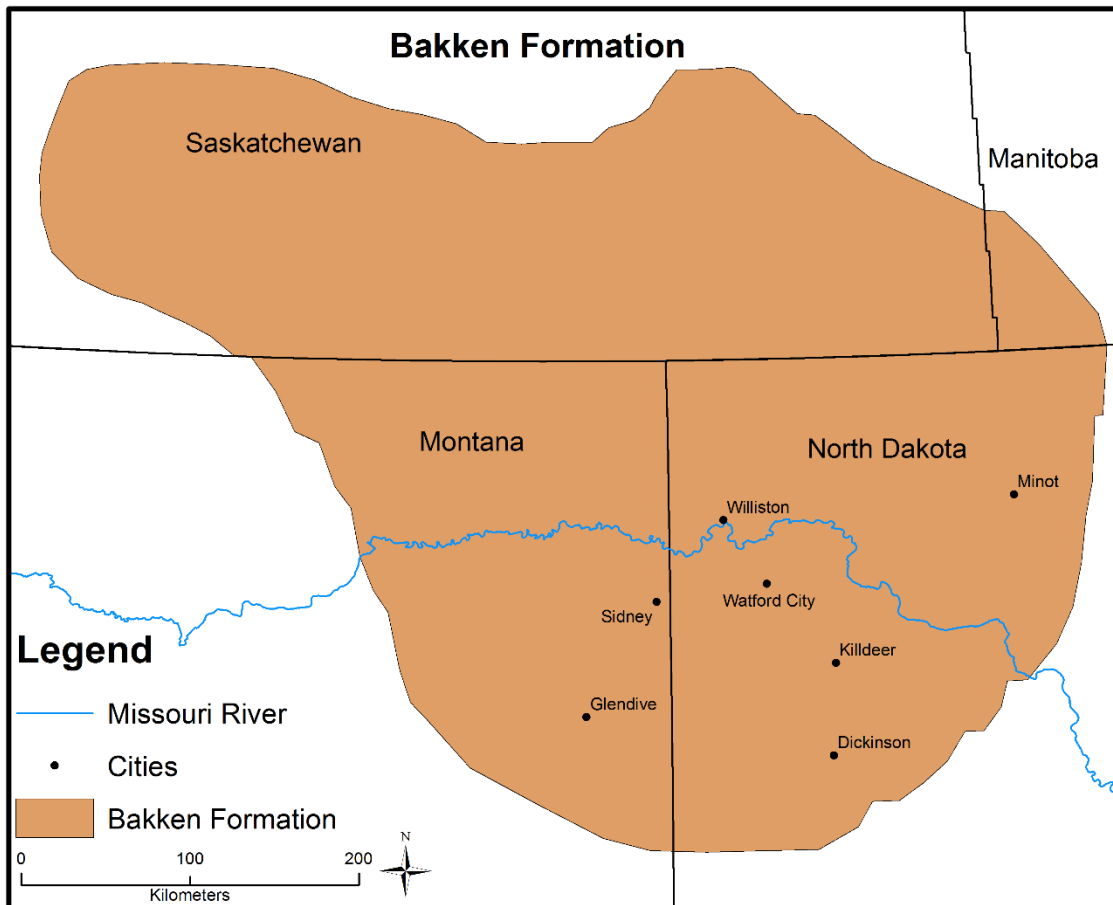 Bakken Formation
Saskatchewan
Manitoba
Montana
North Dakota
Minot
Williston
Watford City
Sidney
Killdeer
Glendive
Dickinson
Legend
Missouri River
Cities
Bakken Formation
0 100 200
Kilometers
N